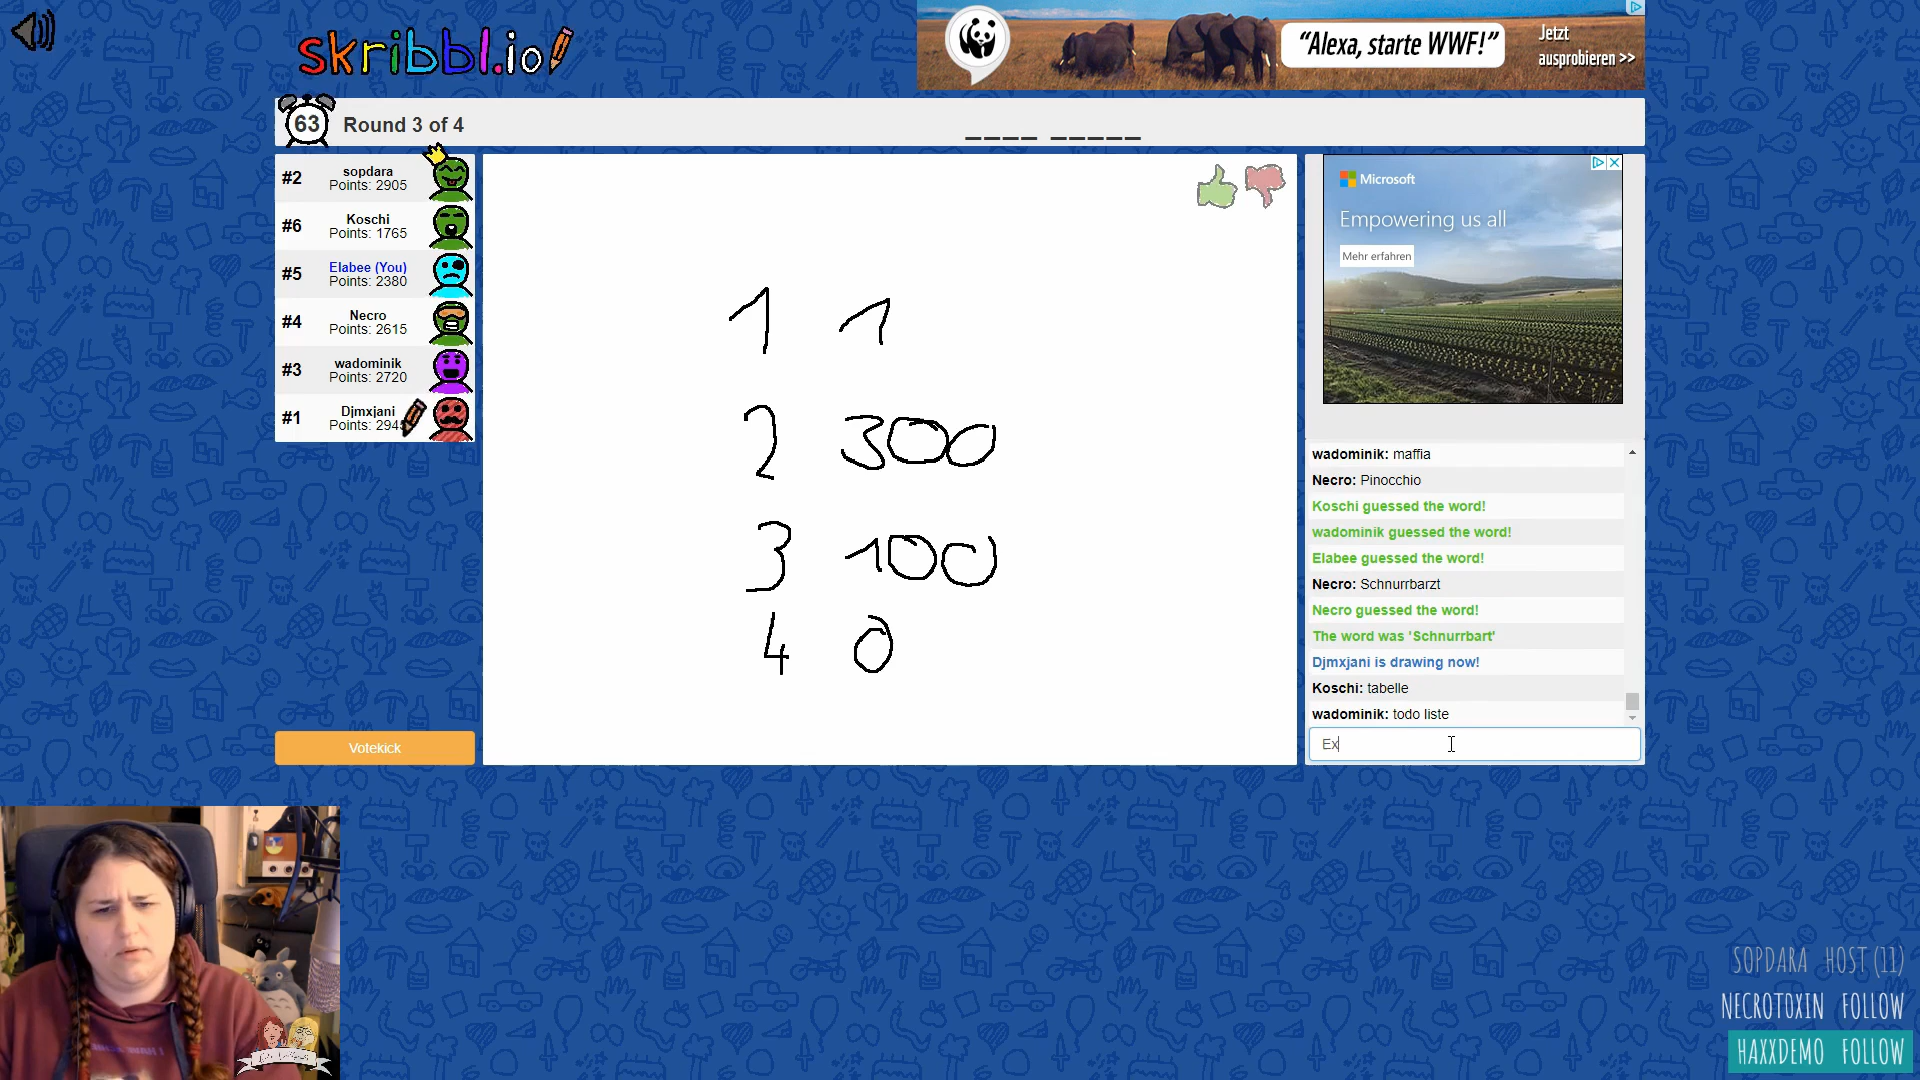 skribbl.io
"Alexa, starte WWF!"
Jetzt
ausprobieren >>
63
Round 3 of 4
____ _____
#2 sopdara
Points: 2905
#6 Koschi
Points: 1765
#5 Elabee (You)
Points: 2380
#4 Necro
Points: 2615
#3 wadominik
Points: 2720
#1 Djmxjani
Points: 2945
Votekick
1 1
2 300
3 100
4 0
Microsoft
Empowering us all
Mehr erfahren
wadominik: maffia
Necro: Pinocchio
Koschi guessed the word!
wadominik guessed the word!
Elabee guessed the word!
Necro: Schnurrbarzt
Necro guessed the word!
The word was 'Schnurrbart'
Djmxjani is drawing now!
Koschi: tabelle
wadominik: todo liste
Ex
SOPDARA HOST (11)
NECROTOXIN FOLLOW
HAXXDEMO FOLLOW